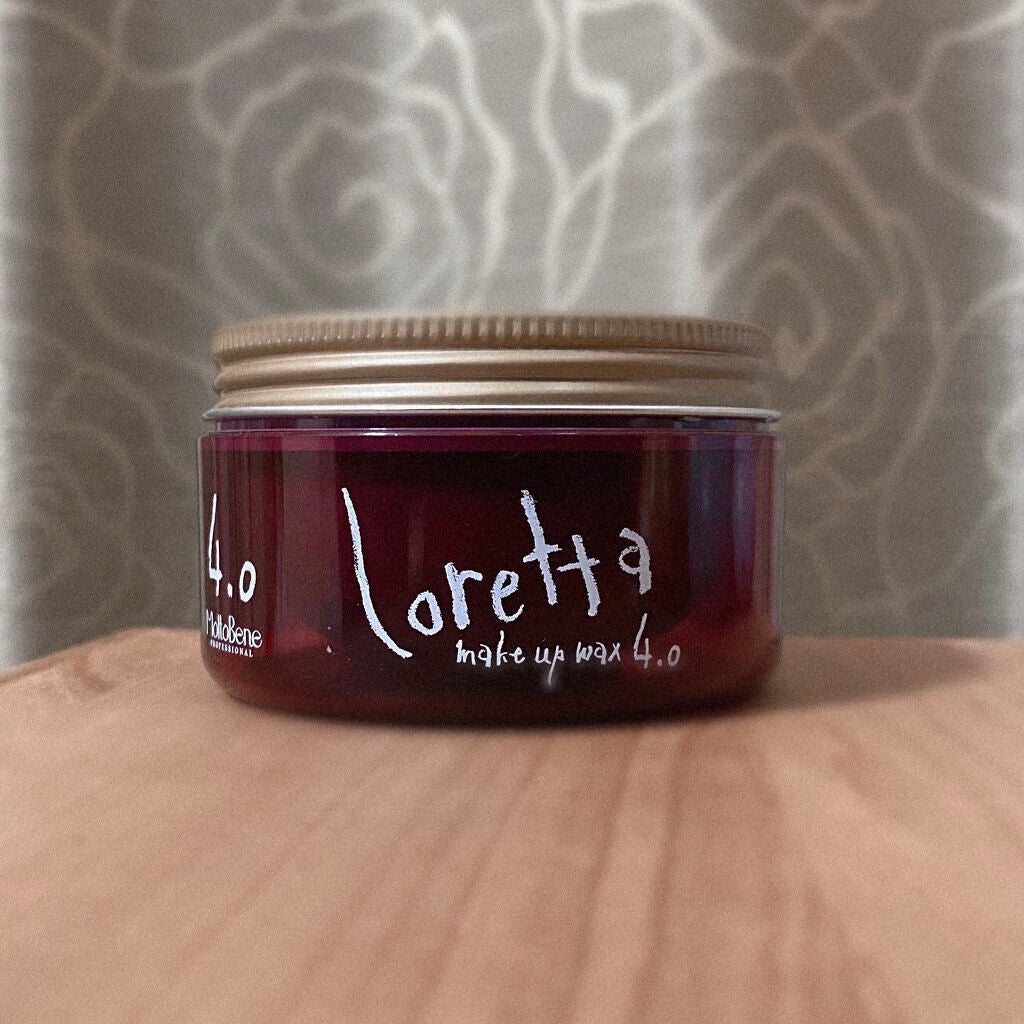 4.0
MoltoBene
PROFESSIONAL
Loretta
make up wax 4.0